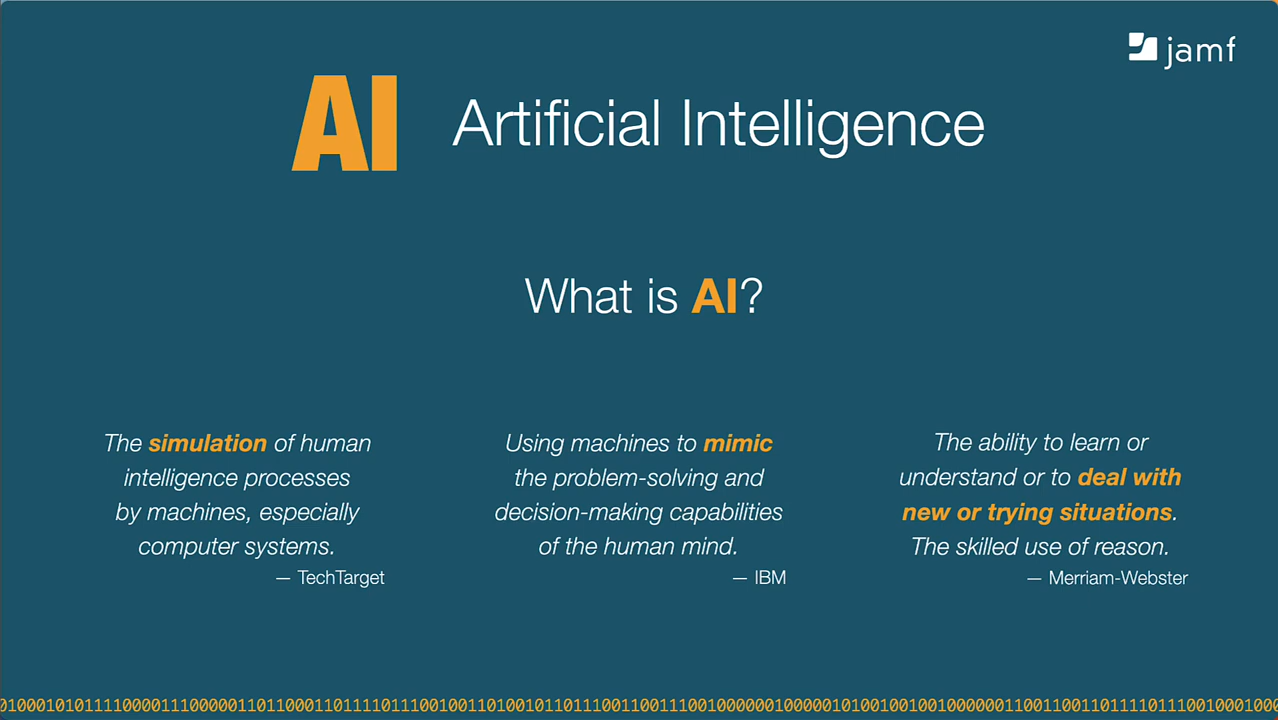 jamf
AI Artificial Intelligence
What is AI?
The simulation of human
intelligence processes
by machines, especially
computer systems.
— TechTarget
Using machines to mimic
the problem-solving and
decision-making capabilities
of the human mind.
— IBM
The ability to learn or
understand or to deal with
new or trying situations.
The skilled use of reason.
— Merriam-Webster